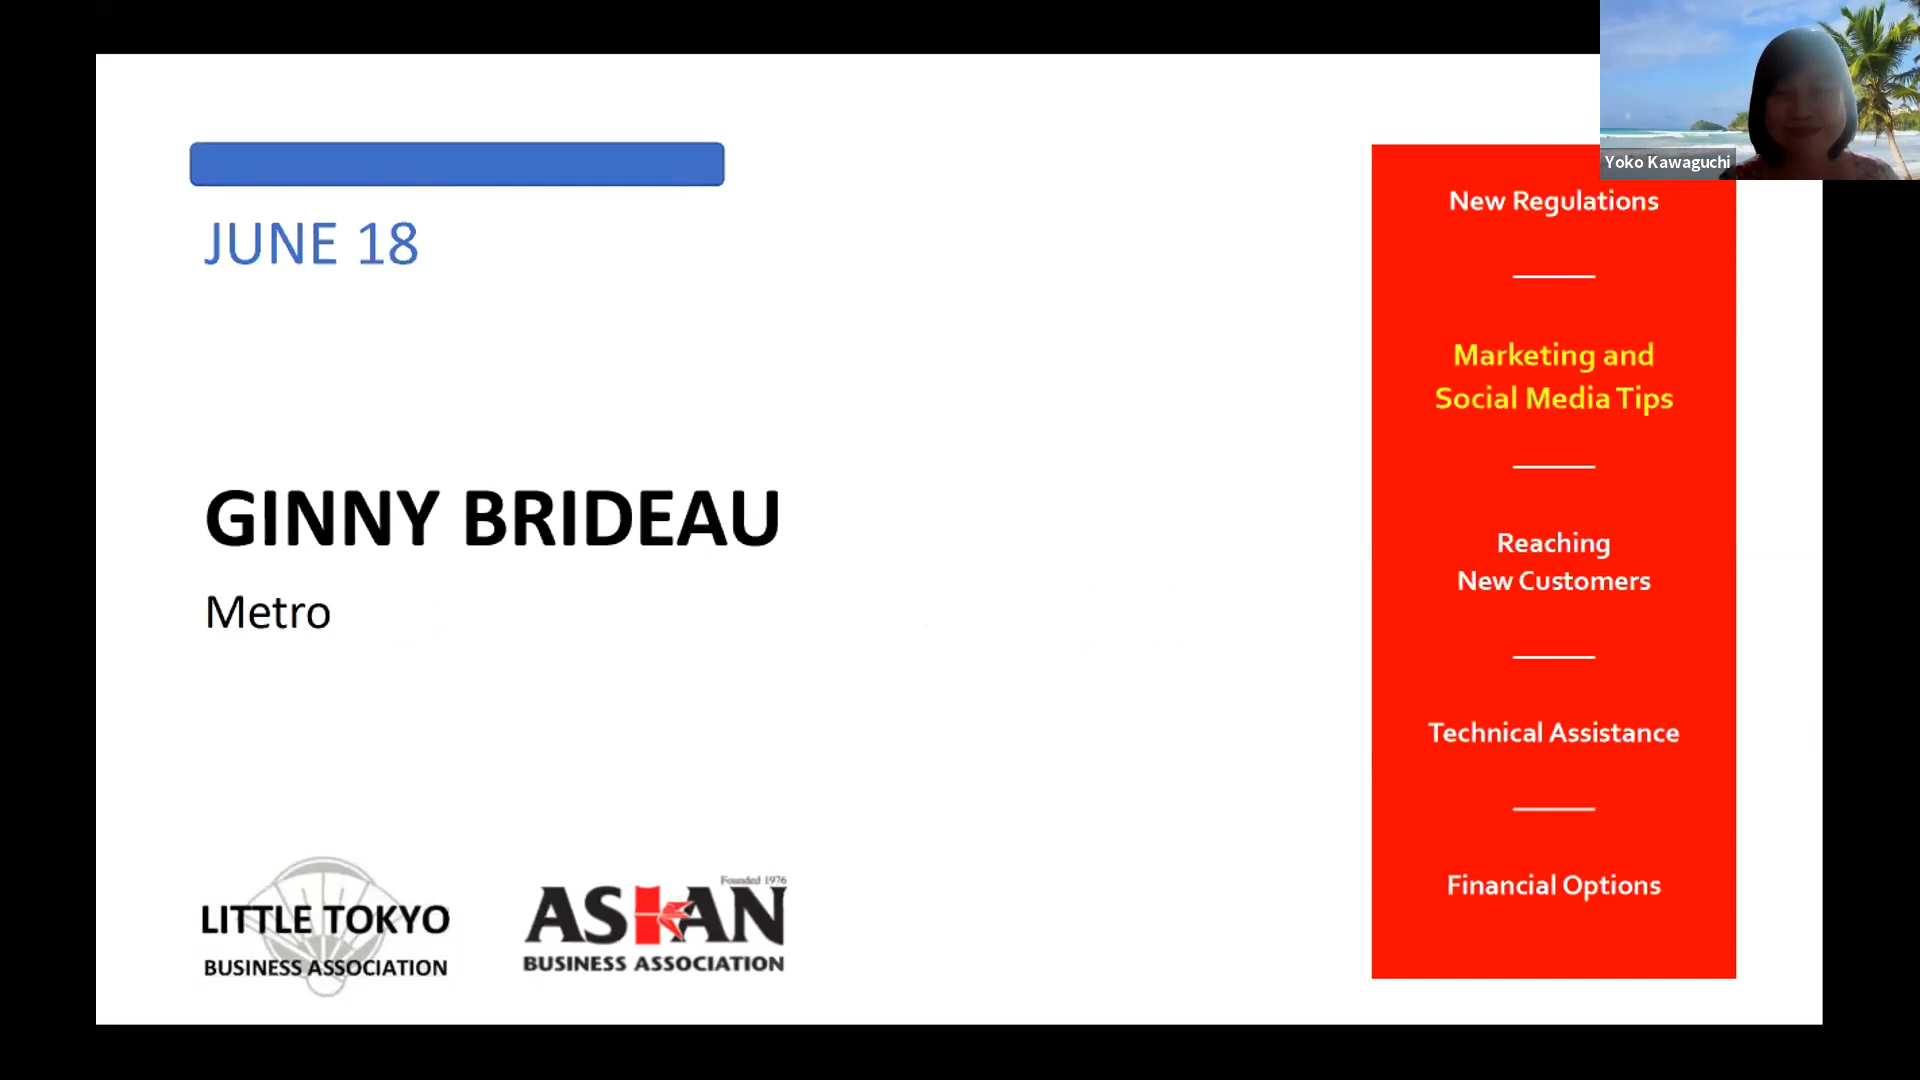 JUNE 18
GINNY BRIDEAU
Metro
LITTLE TOKYO
BUSINESS ASSOCIATION
Founded 1976
ASIAN
BUSINESS ASSOCIATION
Yoko Kawaguchi
New Regulations
Marketing and
Social Media Tips
Reaching
New Customers
Technical Assistance
Financial Options